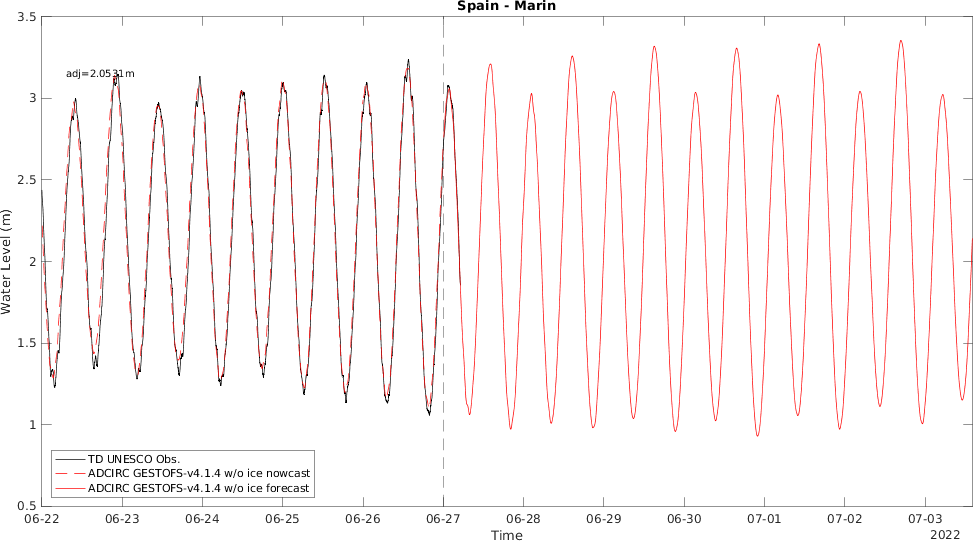 Spain - Marin
adj=2.0531m
Water Level (m)
3.5
3
2.5
2
1.5
1
0.5
TD UNESCO Obs.
ADCIRC GESTOFS-v4.1.4 w/o ice nowcast
ADCIRC GESTOFS-v4.1.4 w/o ice forecast
06-22 06-23 06-24 06-25 06-26 06-27 06-28 06-29 06-30 07-01 07-02 07-03
Time
2022